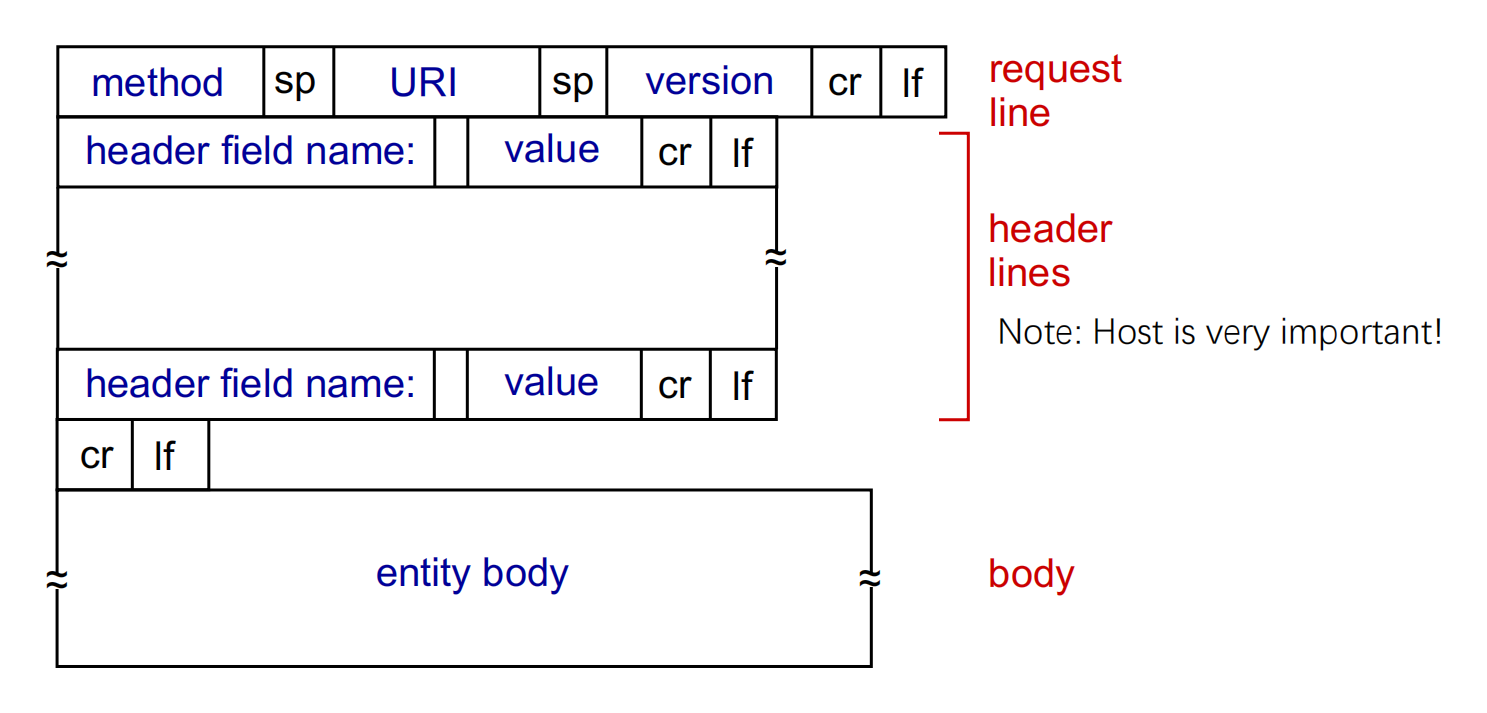 method sp URI sp version cr lf
request
line
header field name: value cr lf
header
lines
Note: Host is very important!
header field name: value cr lf
cr lf
entity body
body